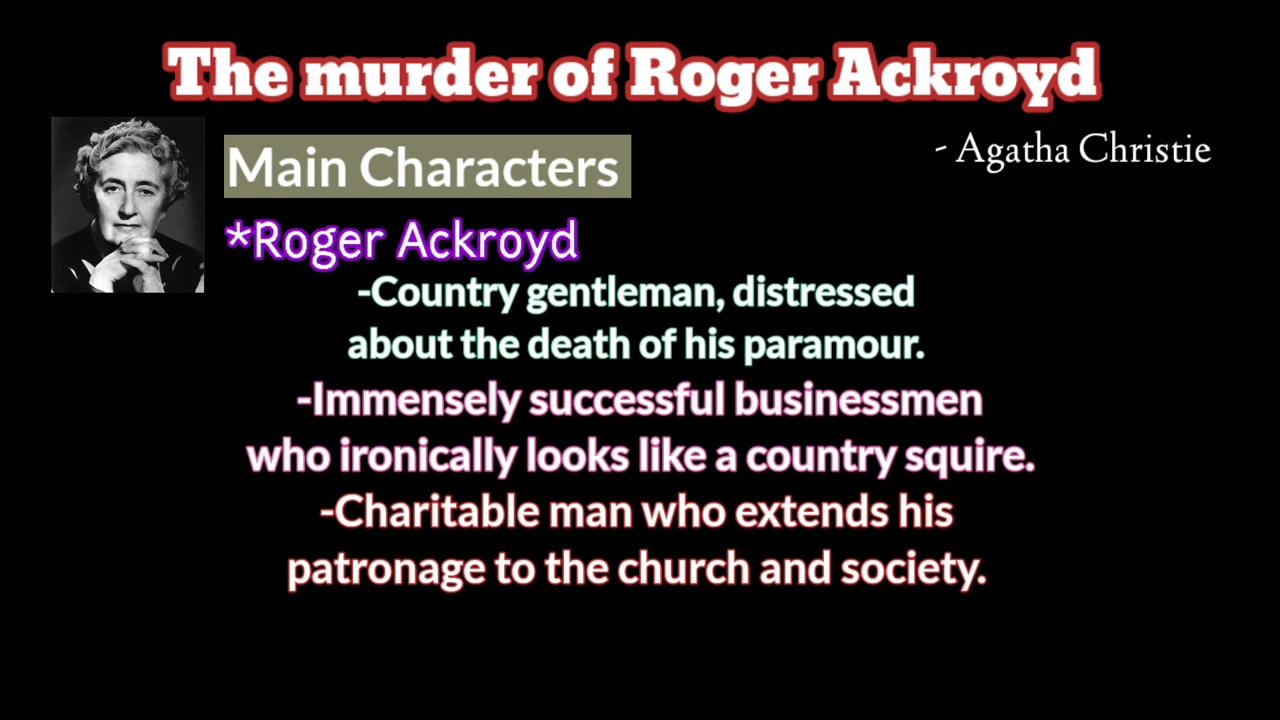 The murder of Roger Ackroyd
- Agatha Christie
Main Characters
*Roger Ackroyd
-Country gentleman, distressed
about the death of his paramour.
-Immensely successful businessmen
who ironically looks like a country squire.
-Charitable man who extends his
patronage to the church and society.